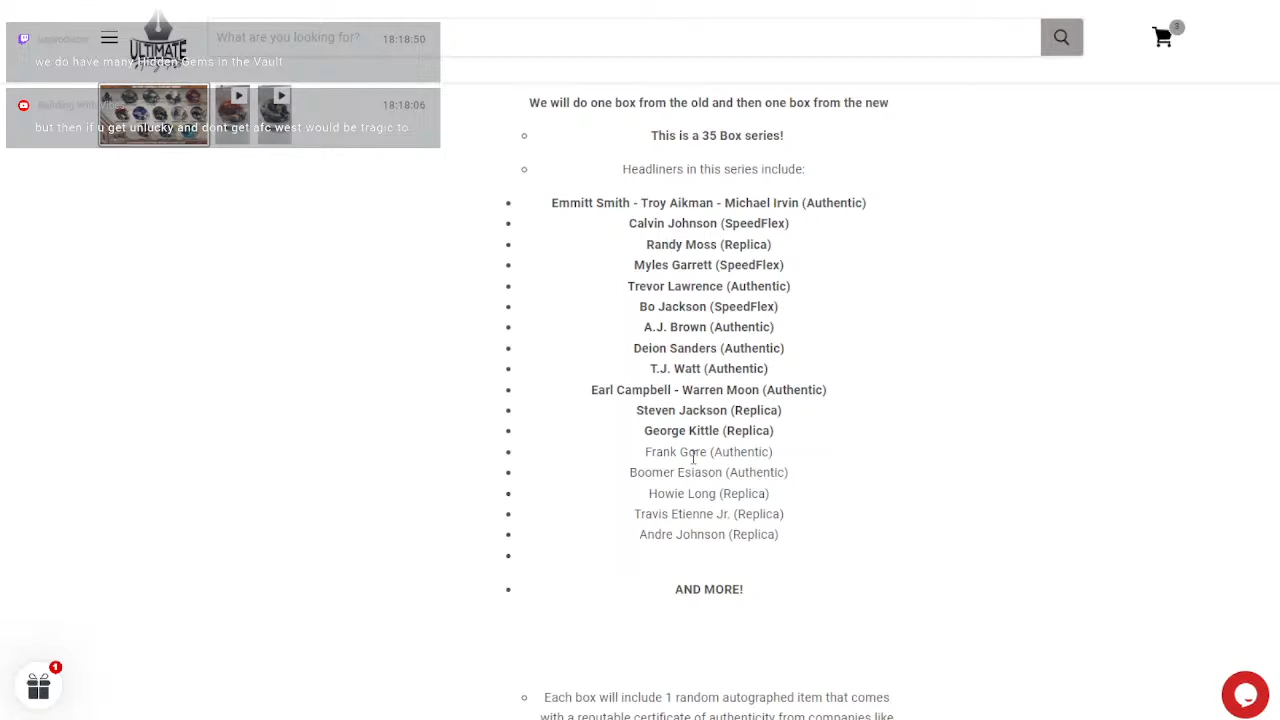 What are you looking for?
ULTIMATE
3
18:18:50
we do have many Hidden Gems in the Vault
18:18:06
but then if u get unlucky and dont get afc west would be tragic to
We will do one box from the old and then one box from the new
This is a 35 Box series!
Headliners in this series include:
Emmitt Smith - Troy Aikman - Michael Irvin (Authentic)
Calvin Johnson (SpeedFlex)
Randy Moss (Replica)
Myles Garrett (SpeedFlex)
Trevor Lawrence (Authentic)
Bo Jackson (SpeedFlex)
A.J. Brown (Authentic)
Deion Sanders (Authentic)
T.J. Watt (Authentic)
Earl Campbell - Warren Moon (Authentic)
Steven Jackson (Replica)
George Kittle (Replica)
Frank Gore (Authentic)
Boomer Esiason (Authentic)
Howie Long (Replica)
Travis Etienne Jr. (Replica)
Andre Johnson (Replica)
AND MORE!
1
Each box will include 1 random autographed item that comes
with a reputable certificate of authenticity from companies like